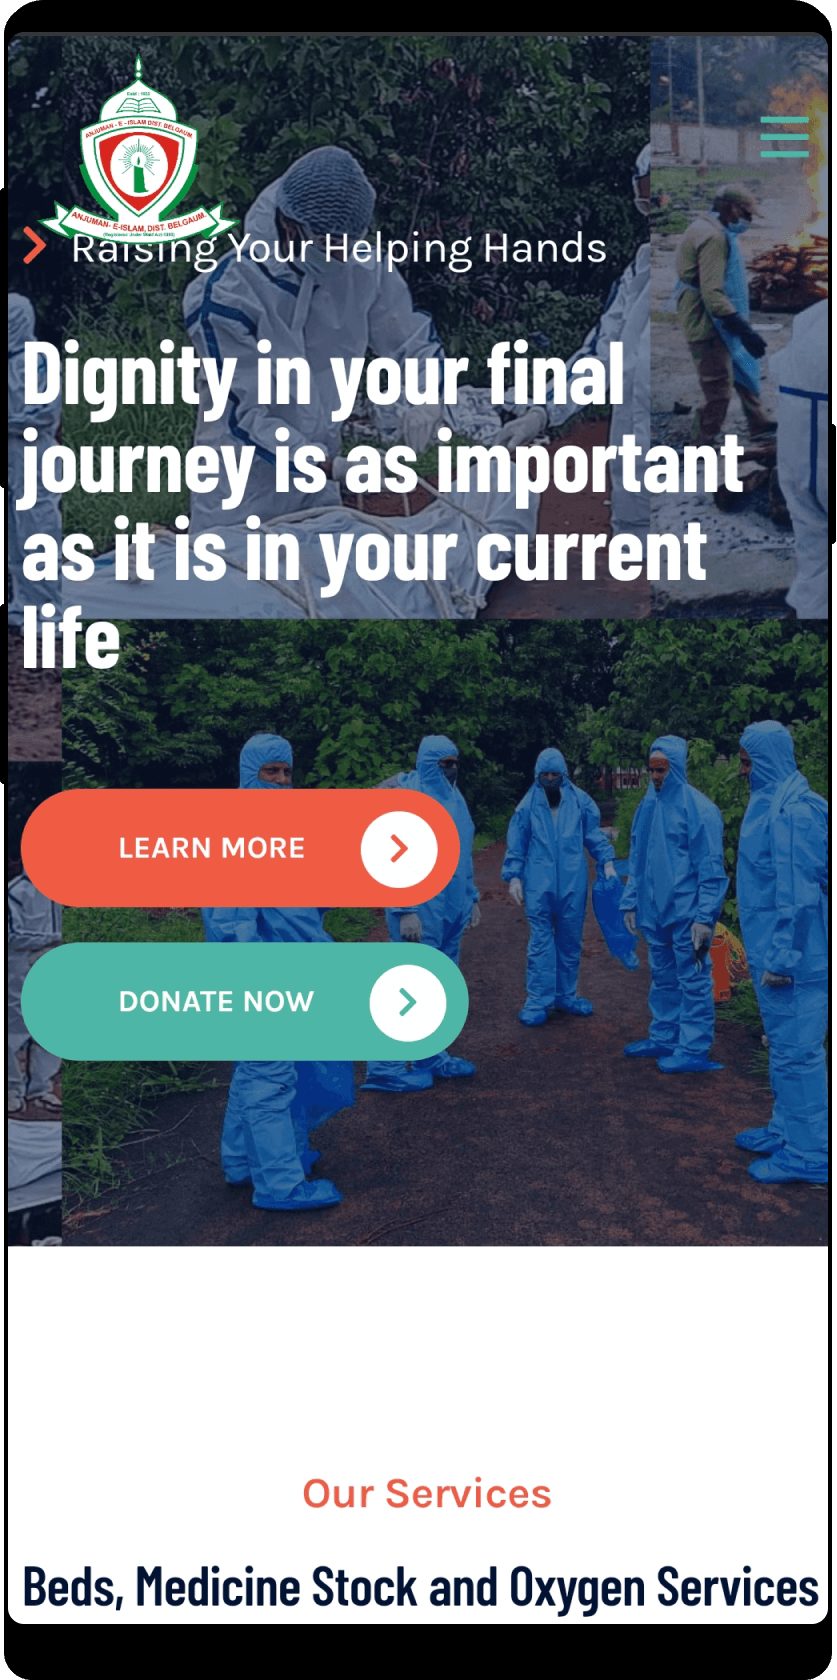 Estd : 1922
ANJUMAN - E - ISLAM DIST. BELGAUM.
ANJUMAN- E-ISLAM, DIST. BELGAUM.
Raising Your Helping Hands
Dignity in your final
journey is as important
as it is in your current
life
LEARN MORE
DONATE NOW
Our Services
Beds, Medicine Stock and Oxygen Services